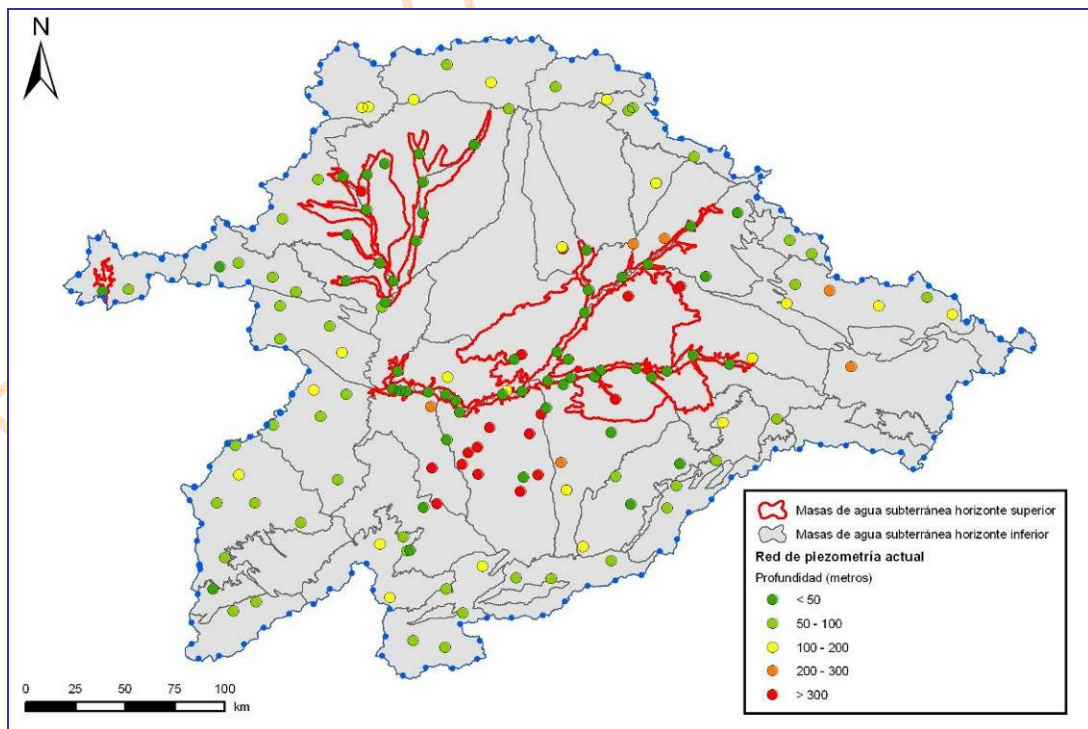 N
Masas de agua subterránea horizonte superior
Masas de agua subterránea horizonte inferior
Red de piezometría actual
Profundidad (metros)
< 50
50 - 100
100 - 200
200 - 300
> 300
0 25 50 75 100
km